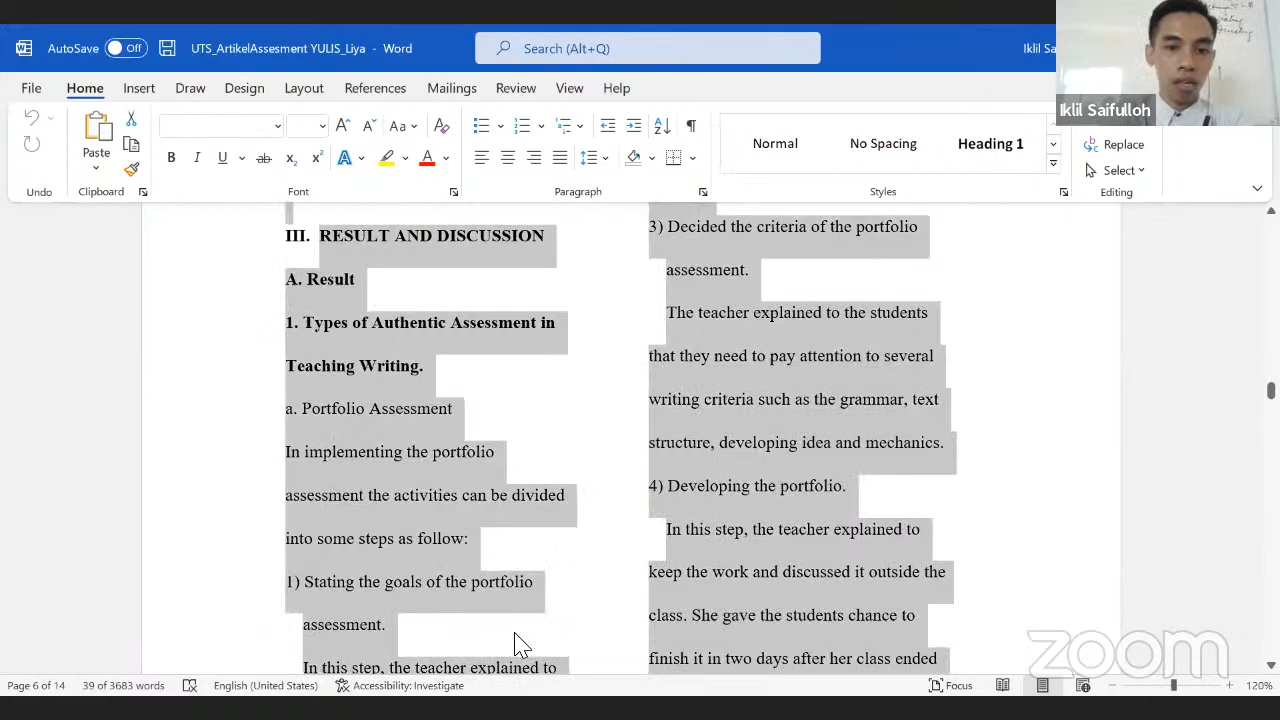 AutoSave Off UTS_ArtikelAssesment YULIS_Liya - Word Search (Alt+Q) Iklil Sa
Iklil Saifulloh
File Home Insert Draw Design Layout References Mailings Review View Help
Paste
Aa
Normal No Spacing Heading 1
Replace
Select
Undo Clipboard Font Paragraph Styles Editing
III. RESULT AND DISCUSSION
A. Result
1. Types of Authentic Assessment in
Teaching Writing.
a. Portfolio Assessment
In implementing the portfolio
assessment the activities can be divided
into some steps as follow:
1) Stating the goals of the portfolio
assessment.
In this step, the teacher explained to
3) Decided the criteria of the portfolio
assessment.
The teacher explained to the students
that they need to pay attention to several
writing criteria such as the grammar, text
structure, developing idea and mechanics.
4) Developing the portfolio.
In this step, the teacher explained to
keep the work and discussed it outside the
class. She gave the students chance to
finish it in two days after her class ended
zoom
Page 6 of 14 39 of 3683 words English (United States) Accessibility: Investigate Focus 120%